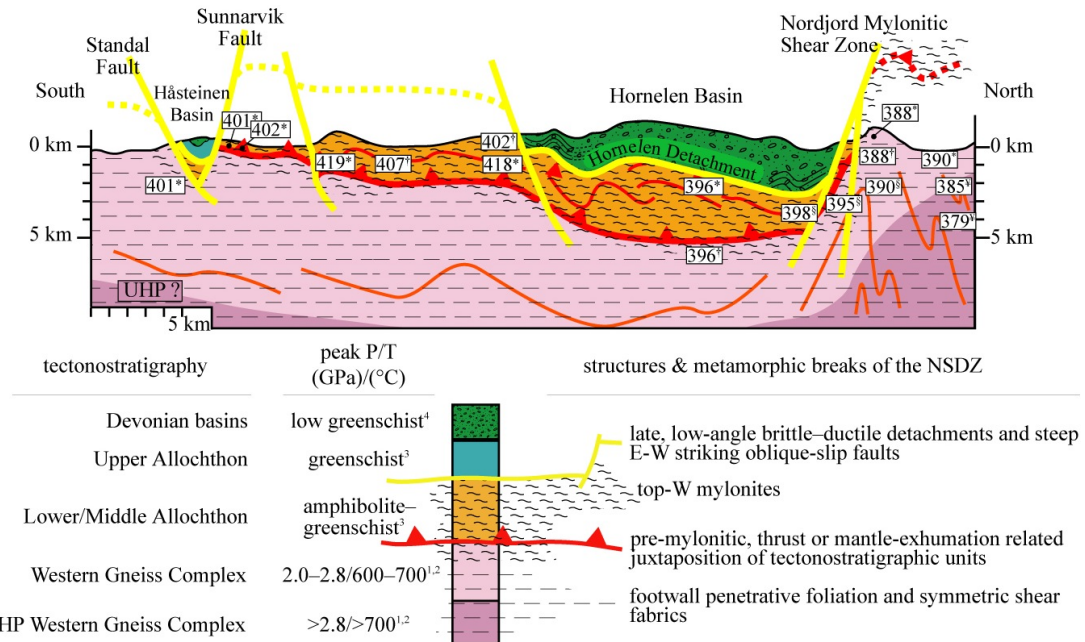 Sunnarvik
Fault
Nordjord Mylonitic
Shear Zone
Standal
Fault
South
Håsteinen
Basin
Hornelen Basin
North
401*
402*
388*
0 km
419*
407†
402†
418*
Hornelen Detachment
388†
390*
0 km
401*
396*
390§
385¥
398§
395§
379¥
5 km
396†
5 km
UHP ?
5 km
tectonostratigraphy
peak P/T
(GPa)/(°C)
structures & metamorphic breaks of the NSDZ
Devonian basins
low greenschist⁴
late, low-angle brittle–ductile detachments and steep
E-W striking oblique-slip faults
Upper Allochthon
greenschist³
top-W mylonites
Lower/Middle Allochthon
amphibolite–
greenschist³
pre-mylonitic, thrust or mantle-exhumation related
juxtaposition of tectonostratigraphic units
Western Gneiss Complex
2.0–2.8/600–700¹,²
footwall penetrative foliation and symmetric shear
fabrics
HP Western Gneiss Complex
>2.8/>700¹,²